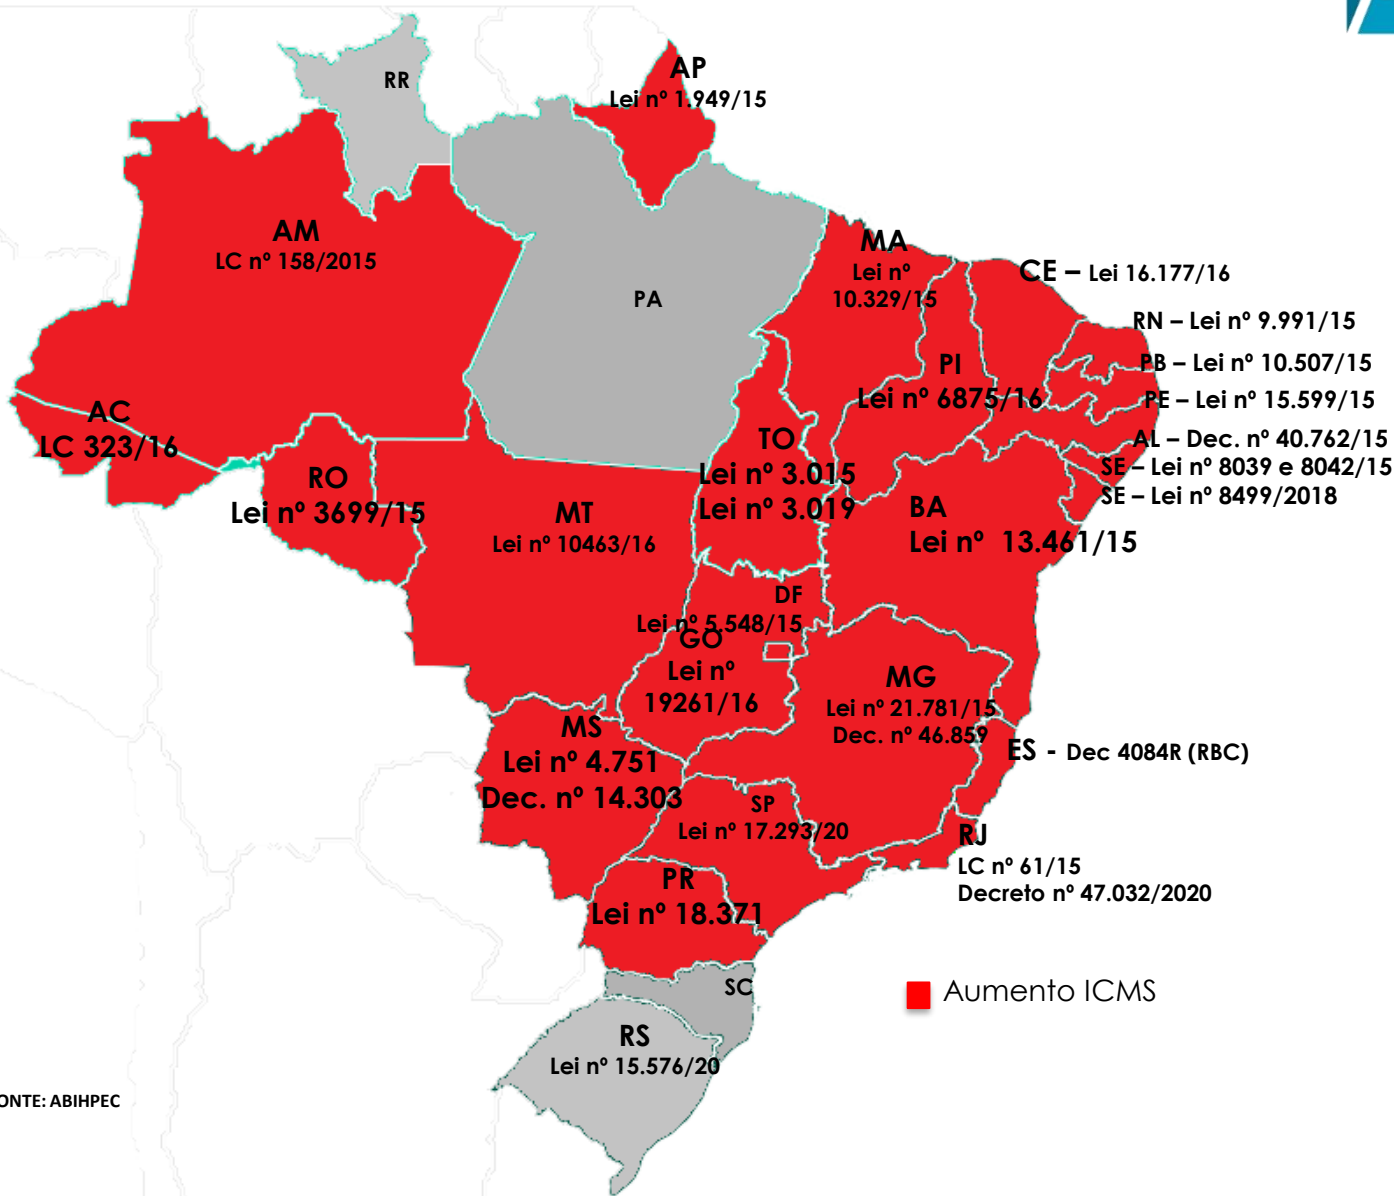 RR
AP
Lei nº 1.949/15
AM
LC nº 158/2015
PA
MA
Lei nº
10.329/15
CE – Lei 16.177/16
RN – Lei nº 9.991/15
PB – Lei nº 10.507/15
PI
Lei nº 6875/16
PE – Lei nº 15.599/15
AC
LC 323/16
TO
Lei nº 3.015
Lei nº 3.019
AL – Dec. nº 40.762/15
SE – Lei nº 8039 e 8042/15
SE – Lei nº 8499/2018
RO
Lei nº 3699/15
MT
Lei nº 10463/16
BA
Lei nº 13.461/15
DF
Lei nº 5.548/15
GO
Lei nº
19261/16
MG
Lei nº 21.781/15
Dec. nº 46.859
ES - Dec 4084R (RBC)
MS
Lei nº 4.751
Dec. nº 14.303
SP
Lei nº 17.293/20
RJ
LC nº 61/15
Decreto nº 47.032/2020
PR
Lei nº 18.371
SC
Aumento ICMS
RS
Lei nº 15.576/20
ONTE: ABIHPEC